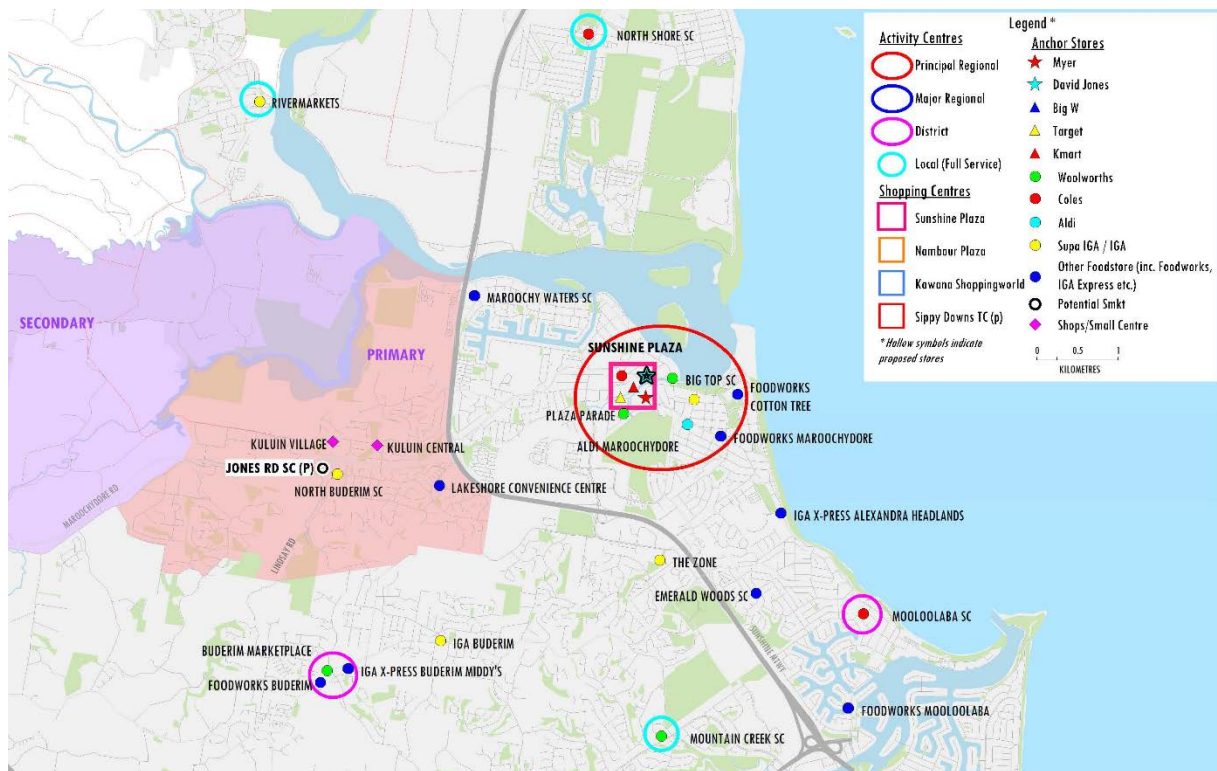 NORTH SHORE SC
RIVERMARKETS
MAROOCHY WATERS SC
SECONDARY
PRIMARY
SUNSHINE PLAZA
BIG TOP SC
FOODWORKS
COTTON TREE
PLAZA PARADE
ALDI MAROOCHYDORE
FOODWORKS MAROOCHYDORE
KULUIN VILLAGE
KULUIN CENTRAL
JONES RD SC (P)
NORTH BUDERIM SC
LAKESHORE CONVENIENCE CENTRE
MAROOCHYDORE RD
LINDSAY RD
IGA X-PRESS ALEXANDRA HEADLANDS
THE ZONE
EMERALD WOODS SC
MOOLOOLABA SC
SUNSHINE MTWY
IGA BUDERIM
BUDERIM MARKETPLACE
IGA X-PRESS BUDERIM MIDDY'S
FOODWORKS BUDERIM
FOODWORKS MOOLOOLABA
MOUNTAIN CREEK SC
Legend *
Activity Centres
Principal Regional
Major Regional
District
Local (Full Service)
Shopping Centres
Sunshine Plaza
Nambour Plaza
Kawana Shoppingworld
Sippy Downs TC (p)
* Hollow symbols indicate
proposed stores
Anchor Stores
Myer
David Jones
Big W
Target
Kmart
Woolworths
Coles
Aldi
Supa IGA / IGA
Other Foodstore (inc. Foodworks,
IGA Express etc.)
Potential Smkt
Shops/Small Centre
0 0.5 1
KILOMETRES